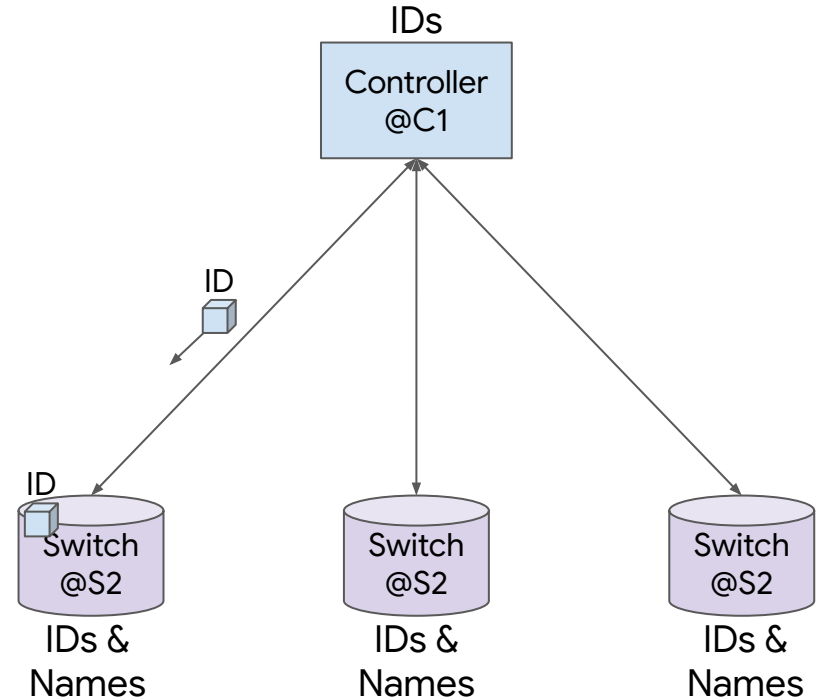 IDs
Controller
@C1
ID
ID
Switch
@S2
IDs &
Names
Switch
@S2
IDs &
Names
Switch
@S2
IDs &
Names